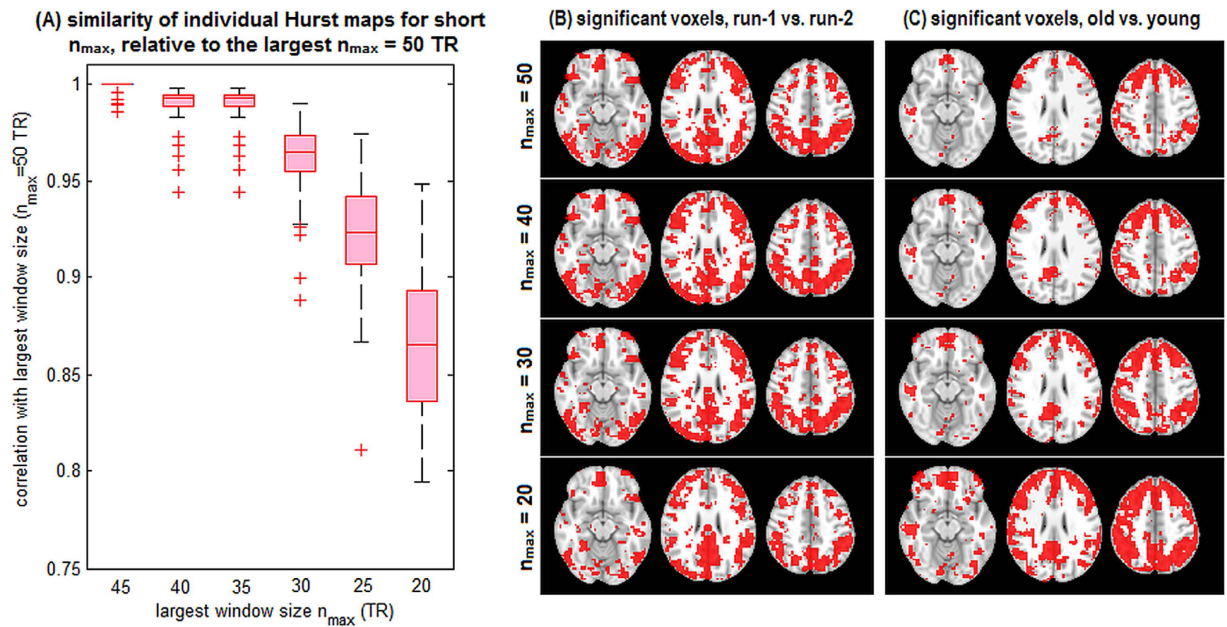 (A) similarity of individual Hurst maps for short
nmax, relative to the largest nmax = 50 TR
correlation with largest window size (nmax=50 TR)
1
0.95
0.9
0.85
0.8
0.75
45 40 35 30 25 20
largest window size nmax (TR)
(B) significant voxels, run-1 vs. run-2
(C) significant voxels, old vs. young
nmax = 50
nmax = 40
nmax = 30
nmax = 20